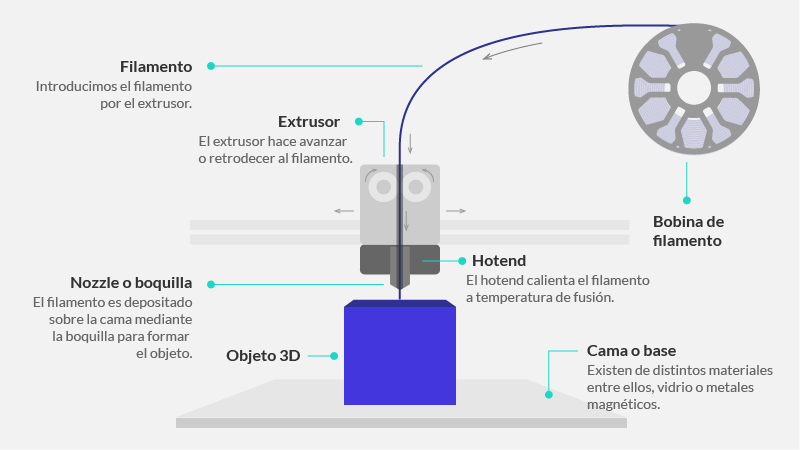 Filamento
Introducimos el filamento
por el extrusor.
Extrusor
El extrusor hace avanzar
o retrodecer al filamento.
Bobina de
filamento
Hotend
El hotend calienta el filamento
a temperatura de fusión.
Nozzle o boquilla
El filamento es depositado
sobre la cama mediante
la boquilla para formar
el objeto.
Objeto 3D
Cama o base
Existen de distintos materiales
entre ellos, vidrio o metales
magnéticos.